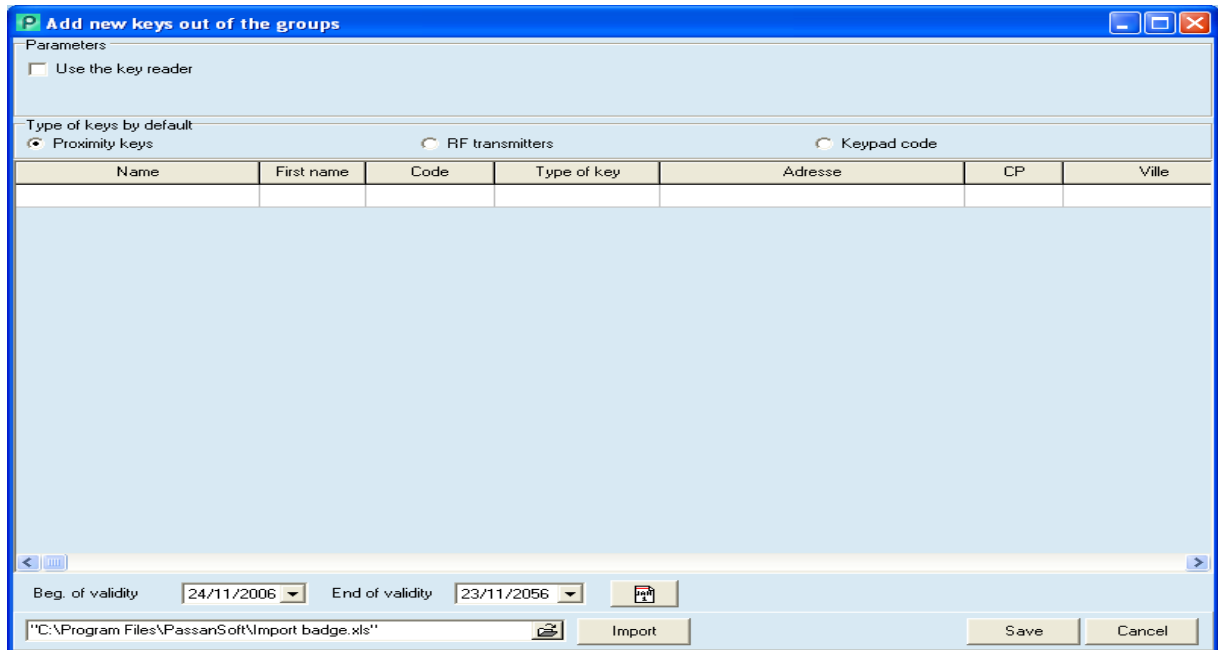 Add new keys out of the groups
Parameters
Use the key reader
Type of keys by default
Proximity keys RF transmitters Keypad code
Name First name Code Type of key Adresse CP Ville
Beg. of validity 24/11/2006 End of validity 23/11/2056
"C:\Program Files\PassanSoft\Import badge.xls" Import Save Cancel